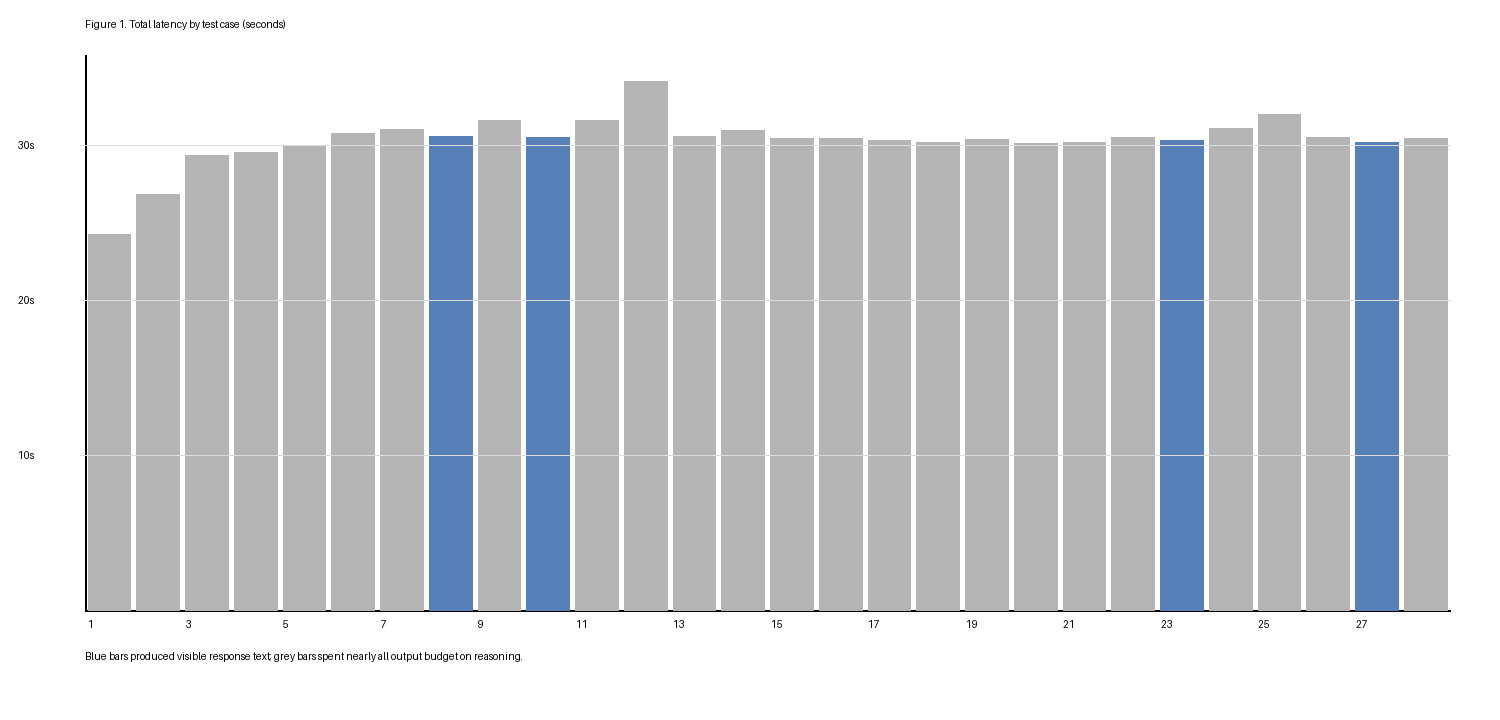 Figure 1. Total latency by test case (seconds)
30s
20s
10s
1 3 5 7 9 11 13 15 17 19 21 23 25 27
Blue bars produced visible response text; grey bars spent nearly all output budget on reasoning.